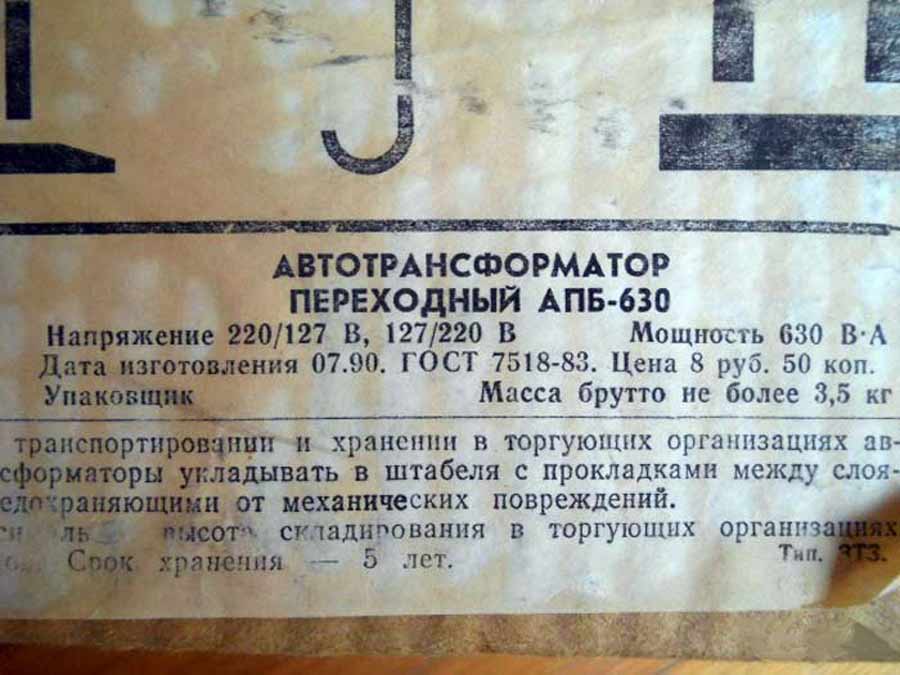 АВТОТРАНСФОРМАТОР
ПЕРЕХОДНЫЙ АПБ-630
Напряжение 220/127 В, 127/220 В Мощность 630 В·А
Дата изготовления 07.90. ГОСТ 7518-83. Цена 8 руб. 50 коп.
Упаковщик Масса брутто не более 3,5 кг
транспортировании и хранении в торгующих организациях ав-
сформаторы укладывать в штабеля с прокладками между слоя-
едохраняющими от механических повреждений.
высота складирования в торгующих организациях
Срок хранения — 5 лет. Тип. ЗТЗ.